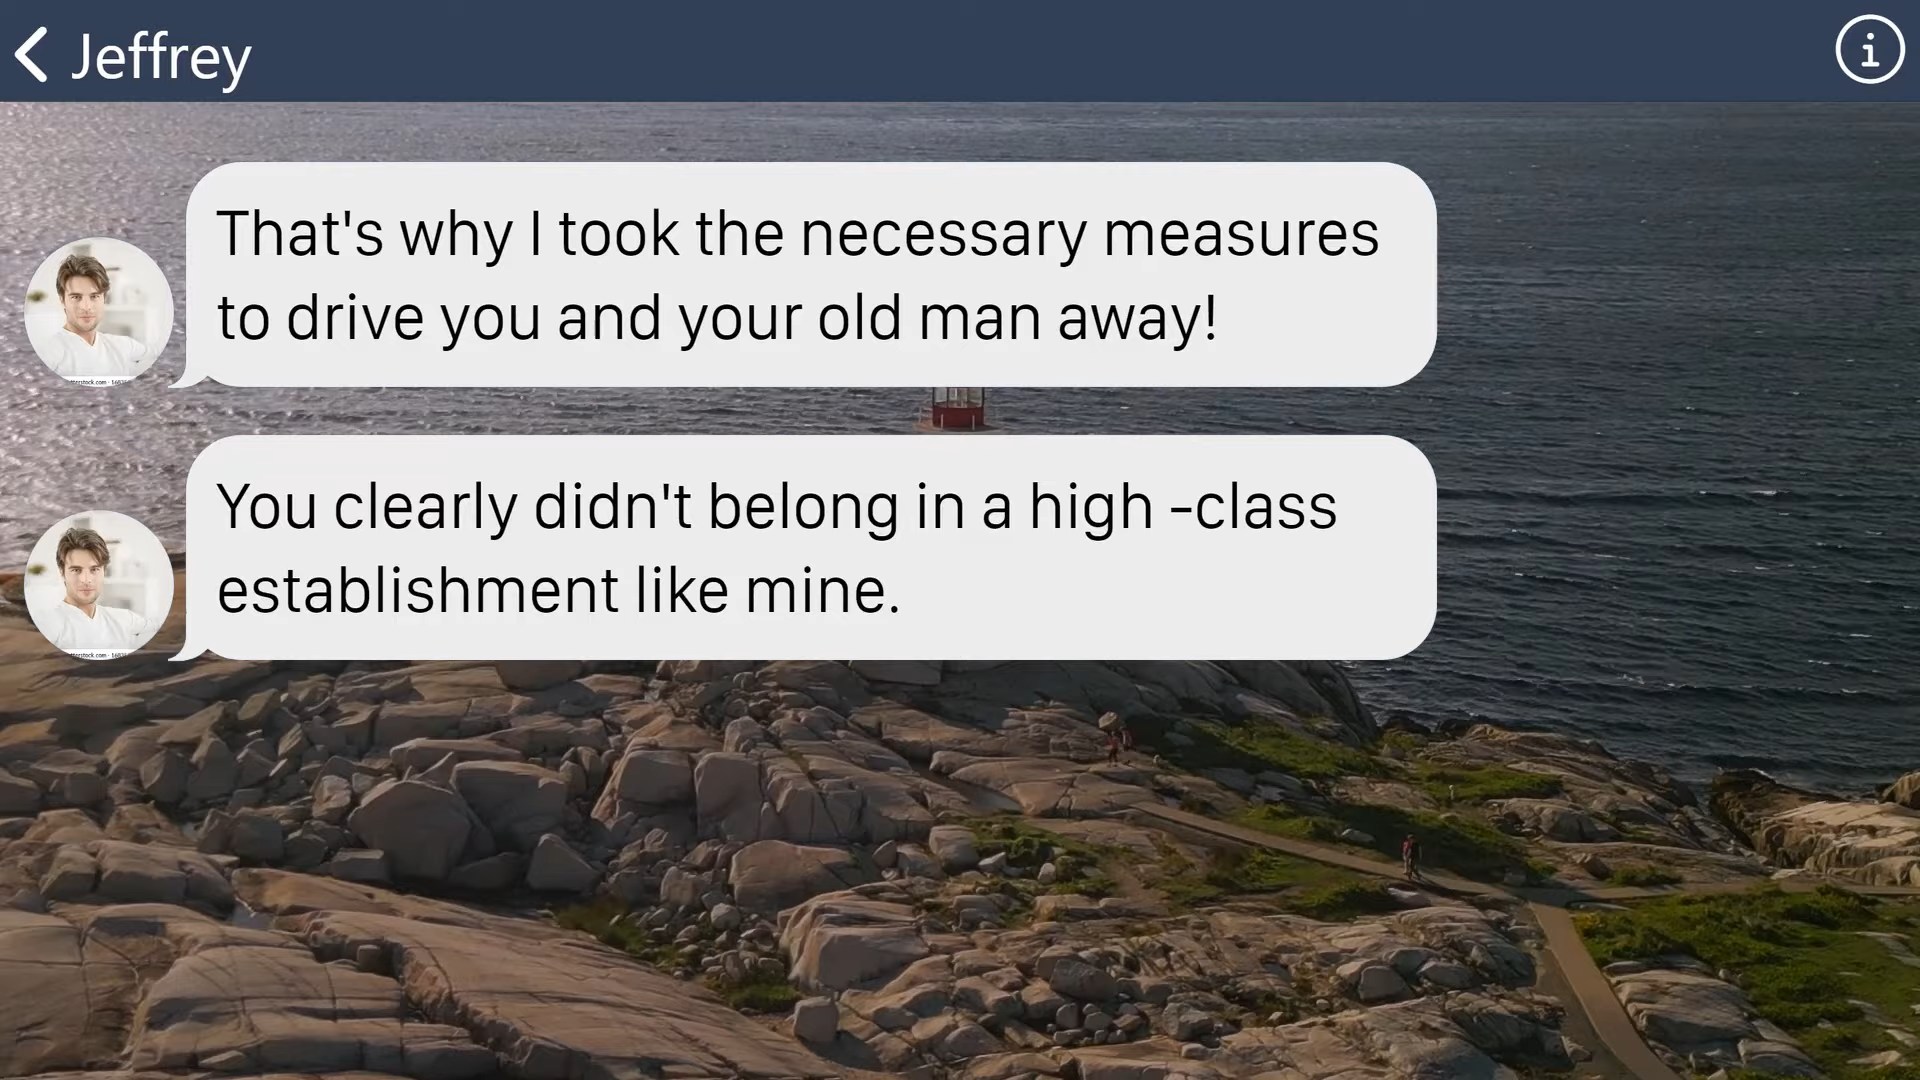 Jeffrey
That's why I took the necessary measures
to drive you and your old man away!
You clearly didn't belong in a high -class
establishment like mine.